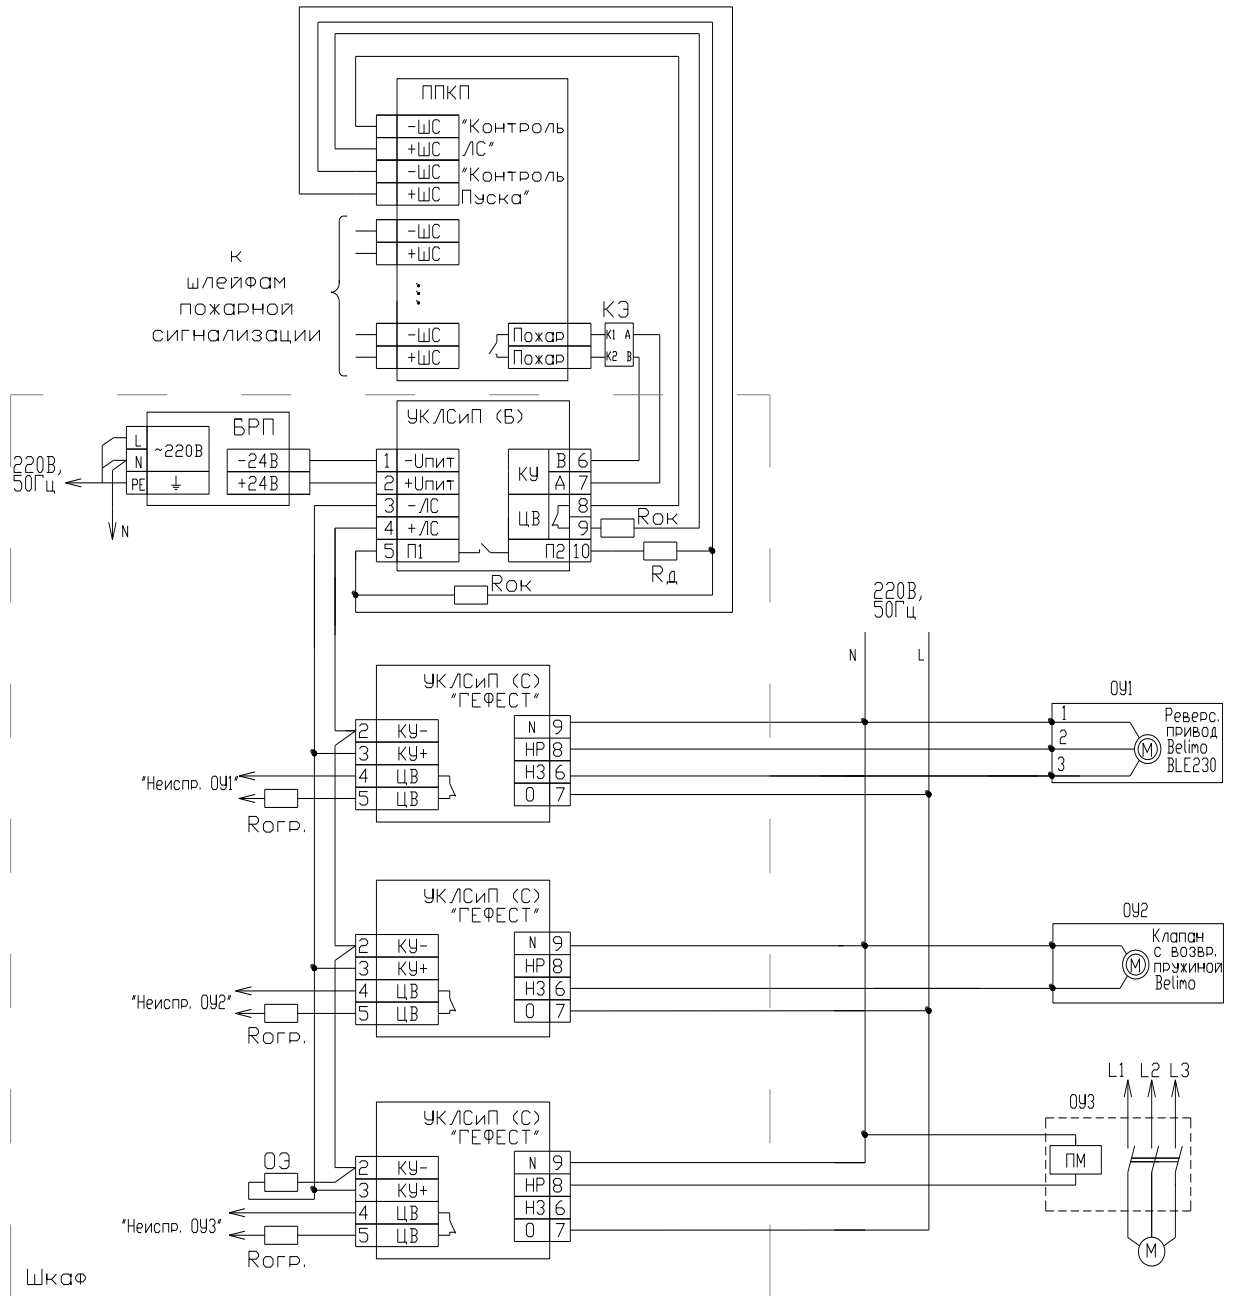 ППКП
-ШС
"Контроль
+ШС
ЛС"
-ШС
"Контроль
+ШС
Пуска"
-ШС
+ШС
к
шлейфам
пожарной
сигнализации
-ШС
+ШС
Пожар
Пожар
КЭ
К1 А
К2 В
УКЛСиП (Б)
БРП
L
N
PE
~220В
-24В
+24В
220В,
50Гц
N
1 -Uпит
2 +Uпит
3 -ЛС
4 +ЛС
5 П1
КУ
В 6
А 7
ЦВ
8
9
П2 10
Rок
Rд
Rок
220В,
50Гц
N
L
УКЛСиП (С)
"ГЕФЕСТ"
2 КУ-
3 КУ+
4 ЦВ
5 ЦВ
N 9
НР 8
НЗ 6
0 7
"Неиспр. ОУ1"
Rогр.
ОУ1
1
2
3
М
Реверс.
привод
Belimo
BLE230
УКЛСиП (С)
"ГЕФЕСТ"
2 КУ-
3 КУ+
4 ЦВ
5 ЦВ
N 9
НР 8
НЗ 6
0 7
"Неиспр. ОУ2"
Rогр.
ОУ2
М
Клапан
с возвр.
пружиной
Belimo
УКЛСиП (С)
"ГЕФЕСТ"
2 КУ-
3 КУ+
4 ЦВ
5 ЦВ
N 9
НР 8
НЗ 6
0 7
ОЭ
"Неиспр. ОУ3"
Rогр.
L1 L2 L3
ОУ3
ПМ
М
Шкаф